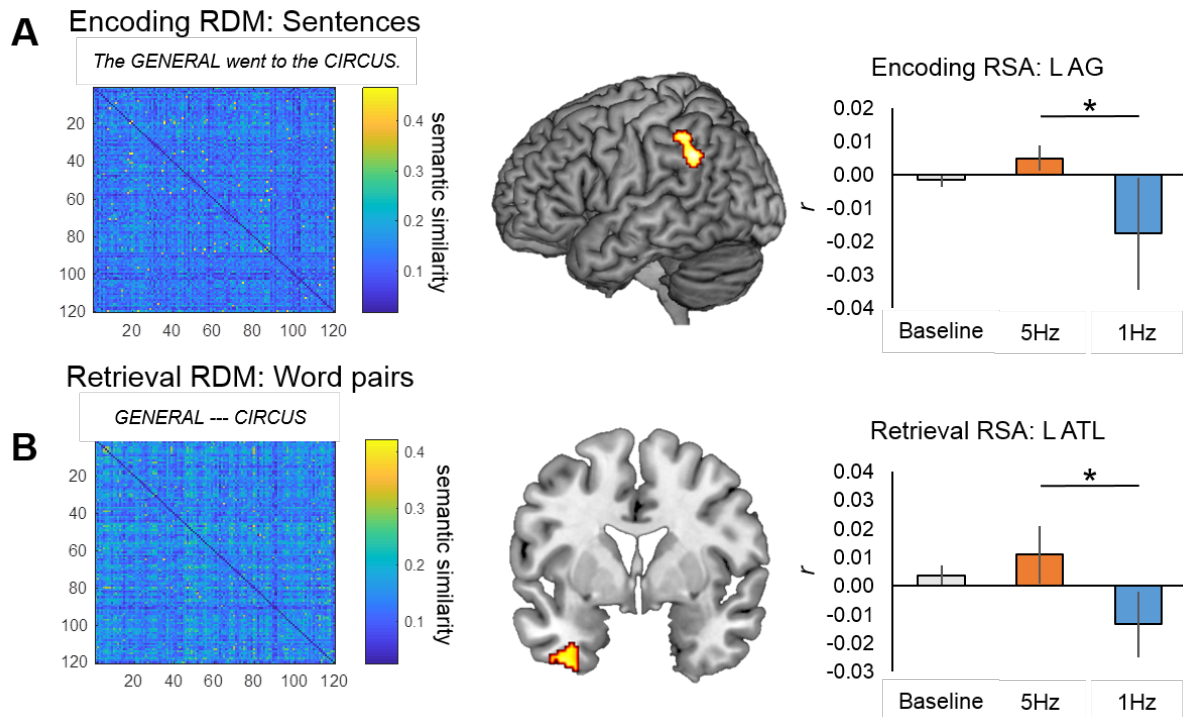 A
Encoding RDM: Sentences
The GENERAL went to the CIRCUS.
20
40
60
80
100
120
20 40 60 80 100 120
0.4
0.3
0.2
0.1
semantic similarity
Encoding RSA: L AG
*
0.02
0.01
0.00
-0.01
-0.02
-0.03
-0.04
r
Baseline 5Hz 1Hz
B
Retrieval RDM: Word pairs
GENERAL --- CIRCUS
20
40
60
80
100
120
20 40 60 80 100 120
0.4
0.3
0.2
0.1
semantic similarity
Retrieval RSA: L ATL
*
0.04
0.03
0.02
0.01
0.00
-0.01
-0.02
-0.03
r
Baseline 5Hz 1Hz